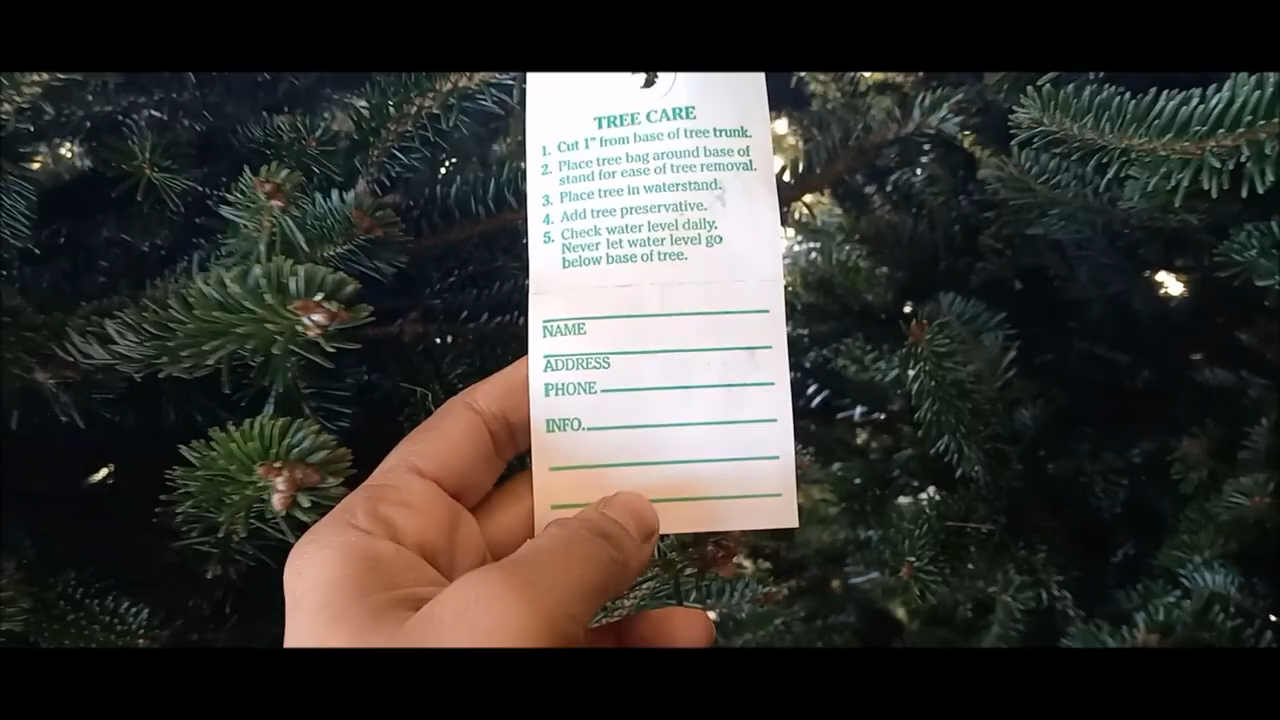 TREE CARE
1. Cut 1" from base of tree trunk.
2. Place tree bag around base of
stand for ease of tree removal.
3. Place tree in waterstand.
4. Add tree preservative.
5. Check water level daily.
Never let water level go
below base of tree.
NAME
ADDRESS
PHONE
INFO.